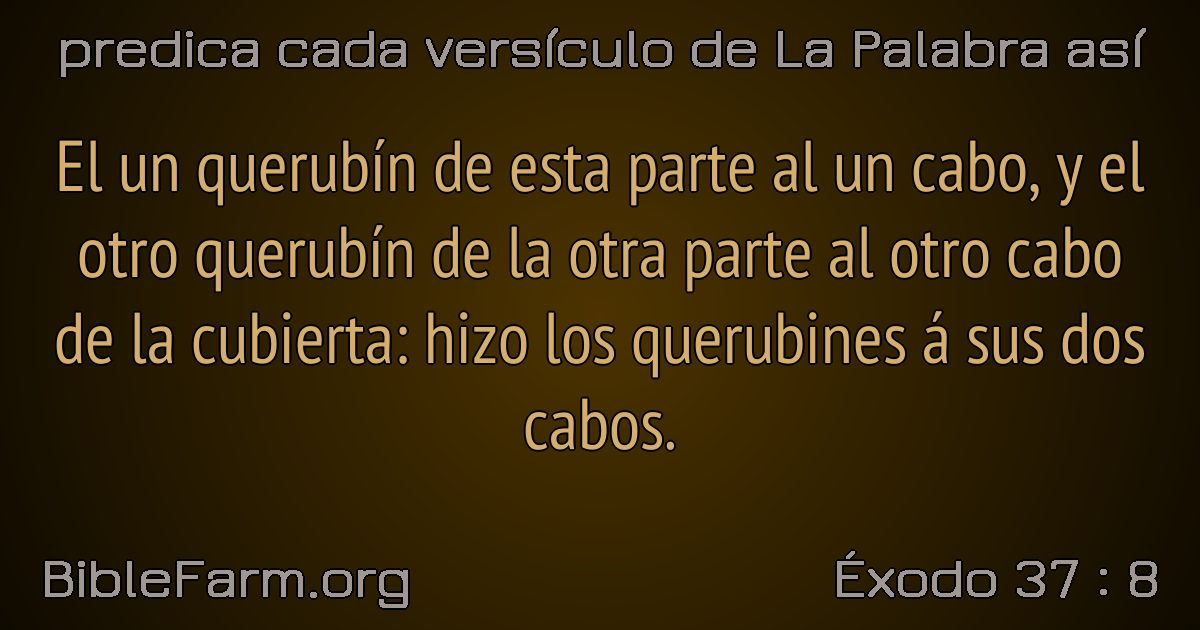 predica cada versículo de La Palabra así
El un querubín de esta parte al un cabo, y el
otro querubín de la otra parte al otro cabo
de la cubierta: hizo los querubines á sus dos
cabos.
BibleFarm.org
Éxodo 37 : 8